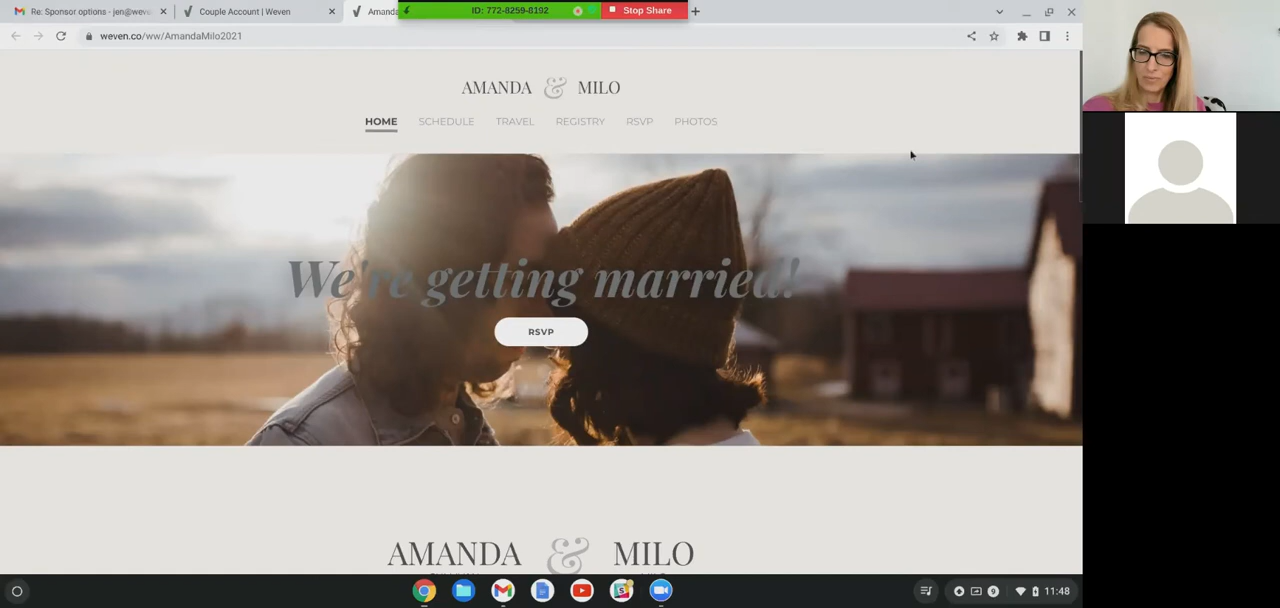 Re: Sponsor options - jen@weve
Couple Account | Weven
Amanda
ID: 772-8259-8192
Stop Share
weven.co/ww/AmandaMilo2021
AMANDA & MILO
HOME SCHEDULE TRAVEL REGISTRY RSVP PHOTOS
We're getting married!
RSVP
AMANDA & MILO
9 11:48